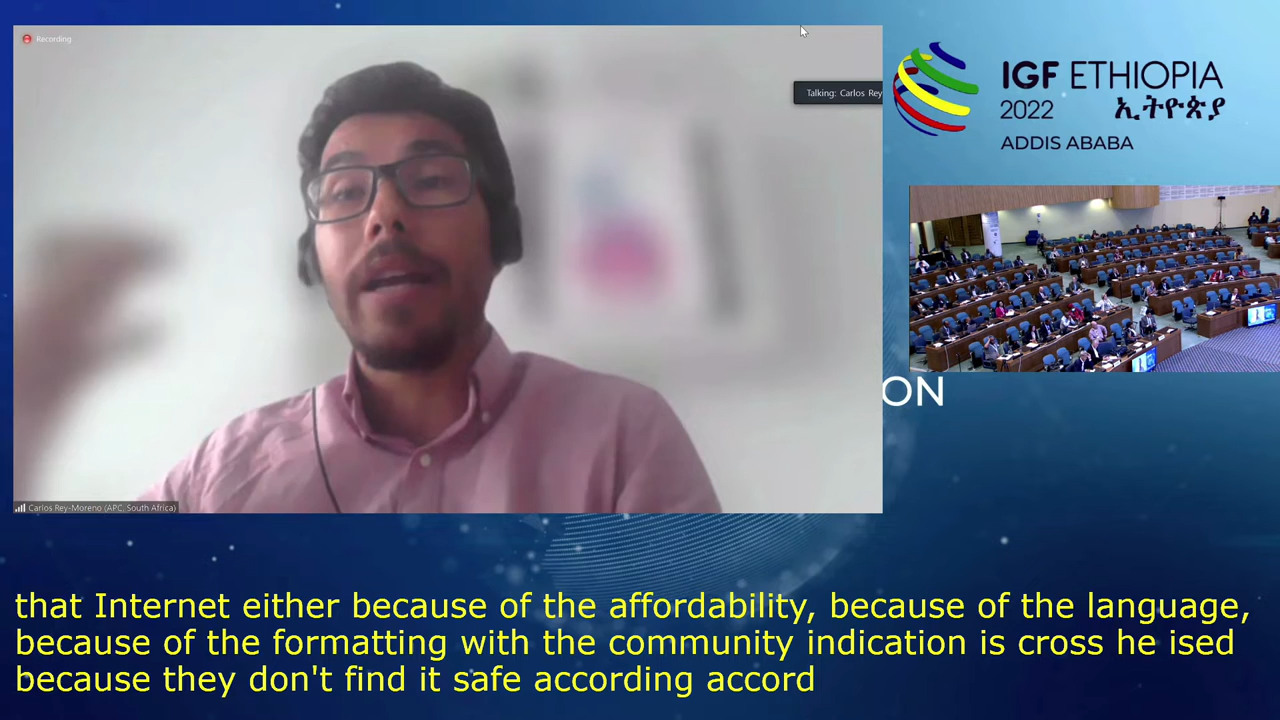 Recording
Talking: Carlos Rey
IGF ETHIOPIA
2022 ኢትዮጵያ
ADDIS ABABA
ON
Carlos Rey-Moreno (APC, South Africa)
that Internet either because of the affordability, because of the language,
because of the formatting with the community indication is cross he ised
because they don't find it safe according accord